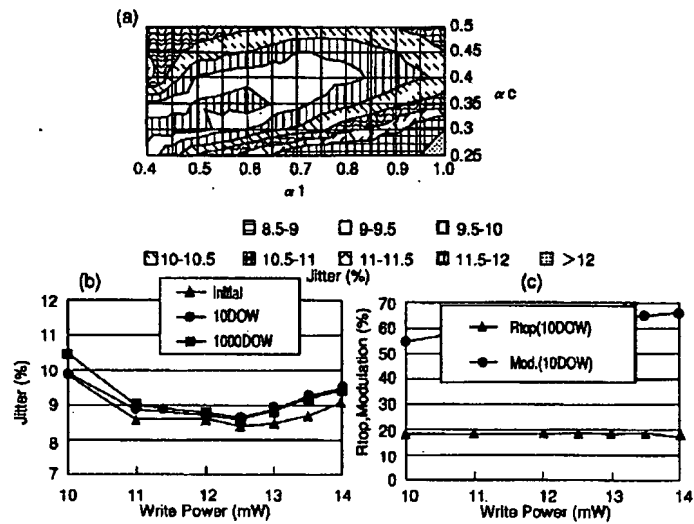 (a)
0.5
0.45
0.4
0.35
0.3
0.25
αc
0.4 0.5 0.6 0.7 0.8 0.9 1.0
α1
8.5-9 9-9.5 9.5-10
10-10.5 10.5-11 11-11.5 11.5-12 >12
Jitter (%)
(b)
Initial
10DOW
1000DOW
12
11
10
9
8
7
Jitter (%)
10 11 12 13 14
Write Power (mW)
(c)
Rtop(10DOW)
Mod.(10DOW)
70
60
50
40
30
20
10
0
Rtop,Modulation (%)
10 11. 12 13 14
Write Power (mW)